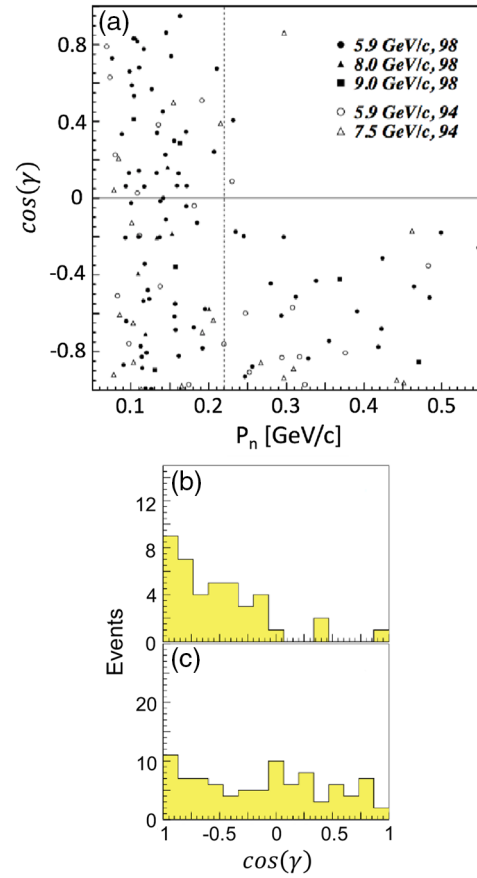 (a)
0.8
0.4
0
-0.4
-0.8
cos(γ)
5.9 GeV/c, 98
8.0 GeV/c, 98
9.0 GeV/c, 98
5.9 GeV/c, 94
7.5 GeV/c, 94
0.1
0.2
0.3
0.4
0.5
P_n [GeV/c]
(b)
12
8
4
0
Events
(c)
20
10
0
1
-0.5
0
0.5
1
cos(γ)